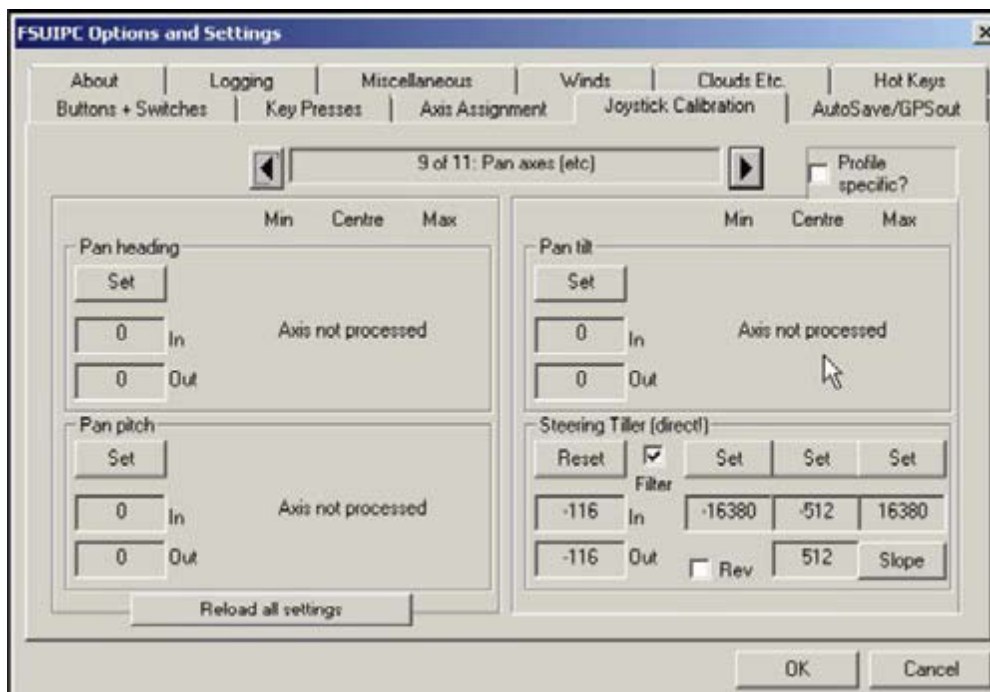 FSUIPC Options and Settings
About Logging Miscellaneous Winds Clouds Etc. Hot Keys
Buttons + Switches Key Presses Axis Assignment Joystick Calibration AutoSave/GPSout
9 of 11: Pan axes (etc)
Profile
specific?
Min Centre Max
Pan heading
Set
0 In Axis not processed
0 Out
Pan pitch
Set
0 In Axis not processed
0 Out
Reload all settings
Min Centre Max
Pan tilt
Set
0 In Axis not processed
0 Out
Steering Tiller (direct!)
Reset Filter Set Set Set
-116 In -16380 -512 16380
-116 Out Rev 512 Slope
OK Cancel